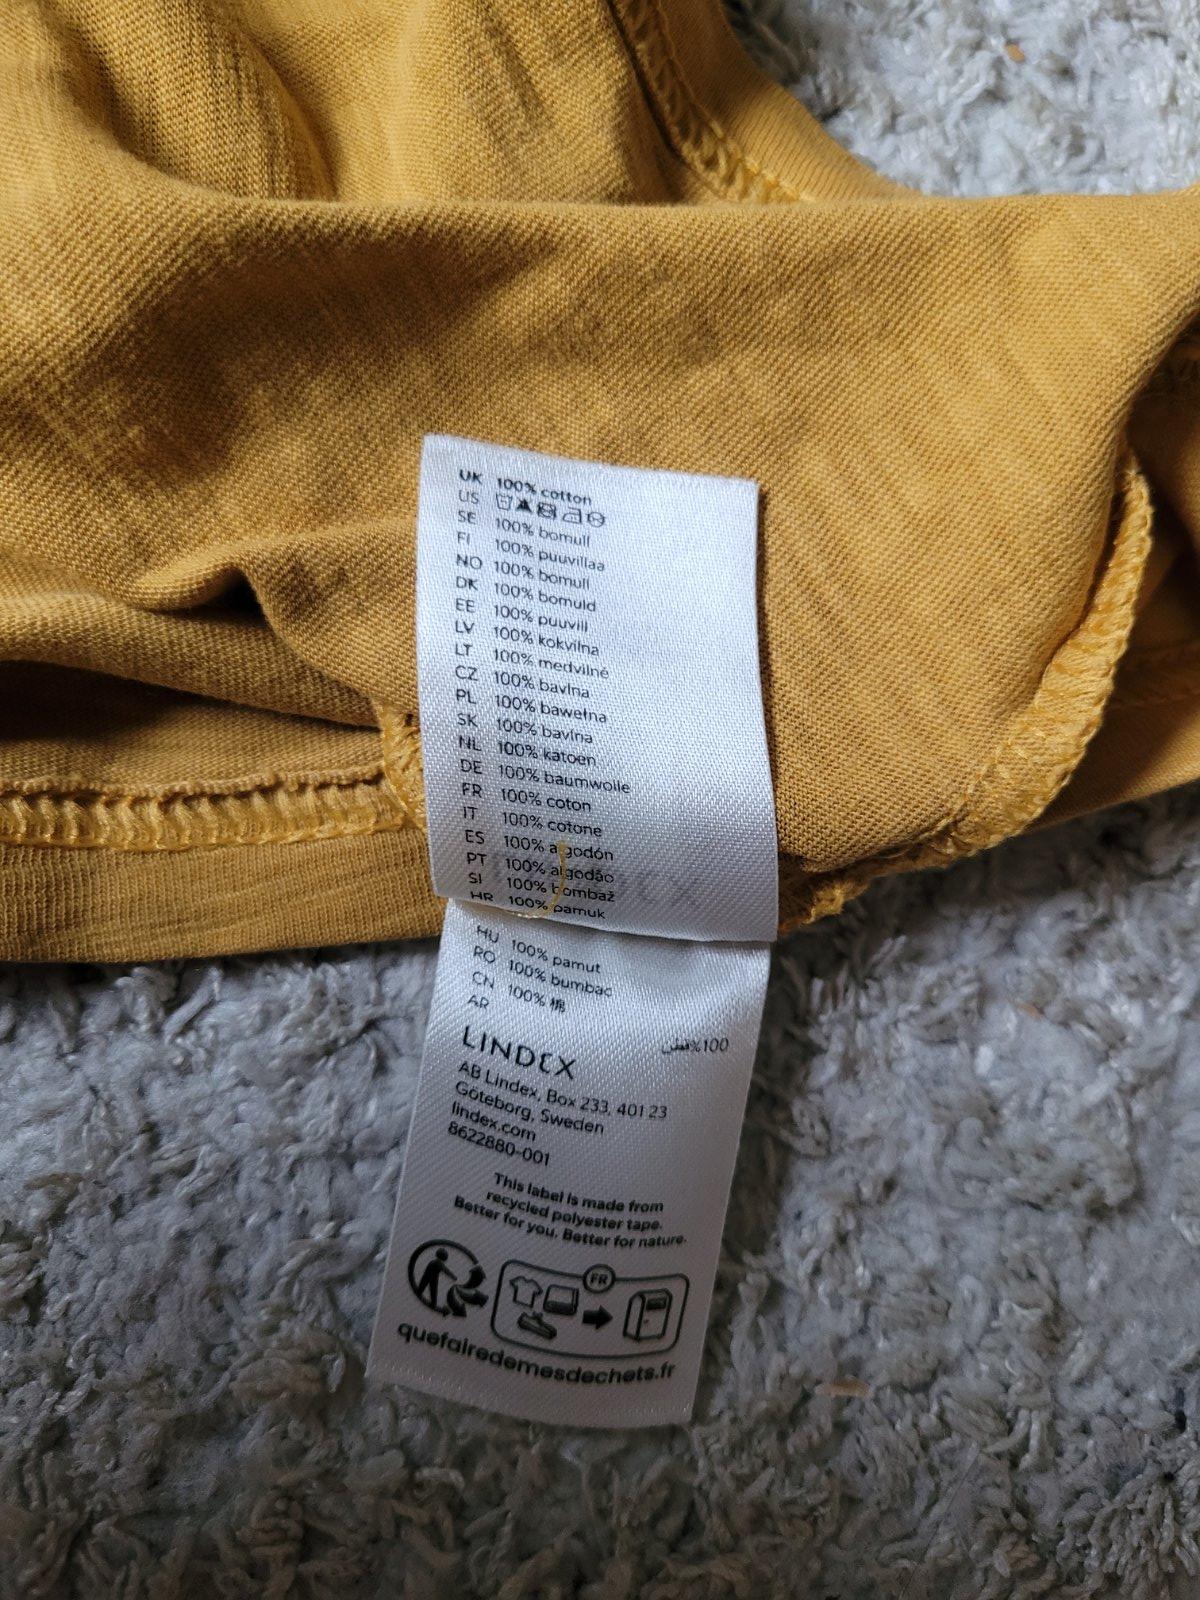 UK 100% cotton
US
SE 100% bomull
FI 100% puuvillaa
NO 100% bomull
DK 100% bomuld
EE 100% puuvill
LV 100% kokvilna
LT 100% medvilnė
CZ 100% bavlna
PL 100% bawełna
SK 100% bavlna
NL 100% katoen
DE 100% baumwolle
FR 100% coton
IT 100% cotone
ES 100% algodón
PT 100% algodão
SI 100% bombaž
HR 100% pamuk
HU 100% pamut
RO 100% bumbac
CN 100% 棉
AR
100% قطن
LINDEX
AB Lindex, Box 233, 401 23
Göteborg, Sweden
lindex.com
8622880-001
This label is made from
recycled polyester tape.
Better for you. Better for nature.
FR
quefairedemesdechets.fr